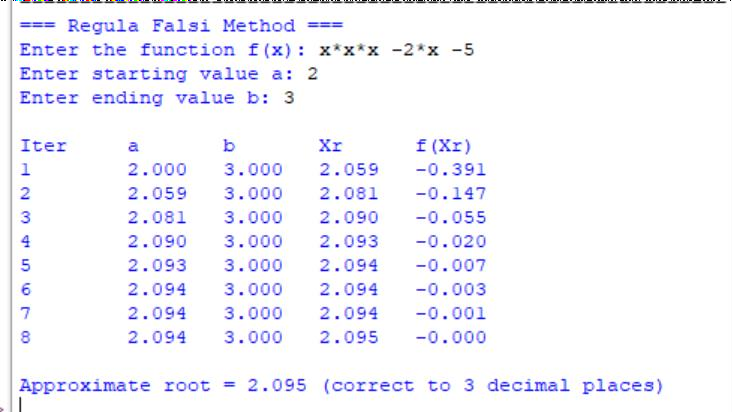 === Regula Falsi Method ===
Enter the function f(x): x*x*x -2*x -5
Enter starting value a: 2
Enter ending value b: 3
Iter a b Xr f(Xr)
1 2.000 3.000 2.059 -0.391
2 2.059 3.000 2.081 -0.147
3 2.081 3.000 2.090 -0.055
4 2.090 3.000 2.093 -0.020
5 2.093 3.000 2.094 -0.007
6 2.094 3.000 2.094 -0.003
7 2.094 3.000 2.094 -0.001
8 2.094 3.000 2.095 -0.000
Approximate root = 2.095 (correct to 3 decimal places)